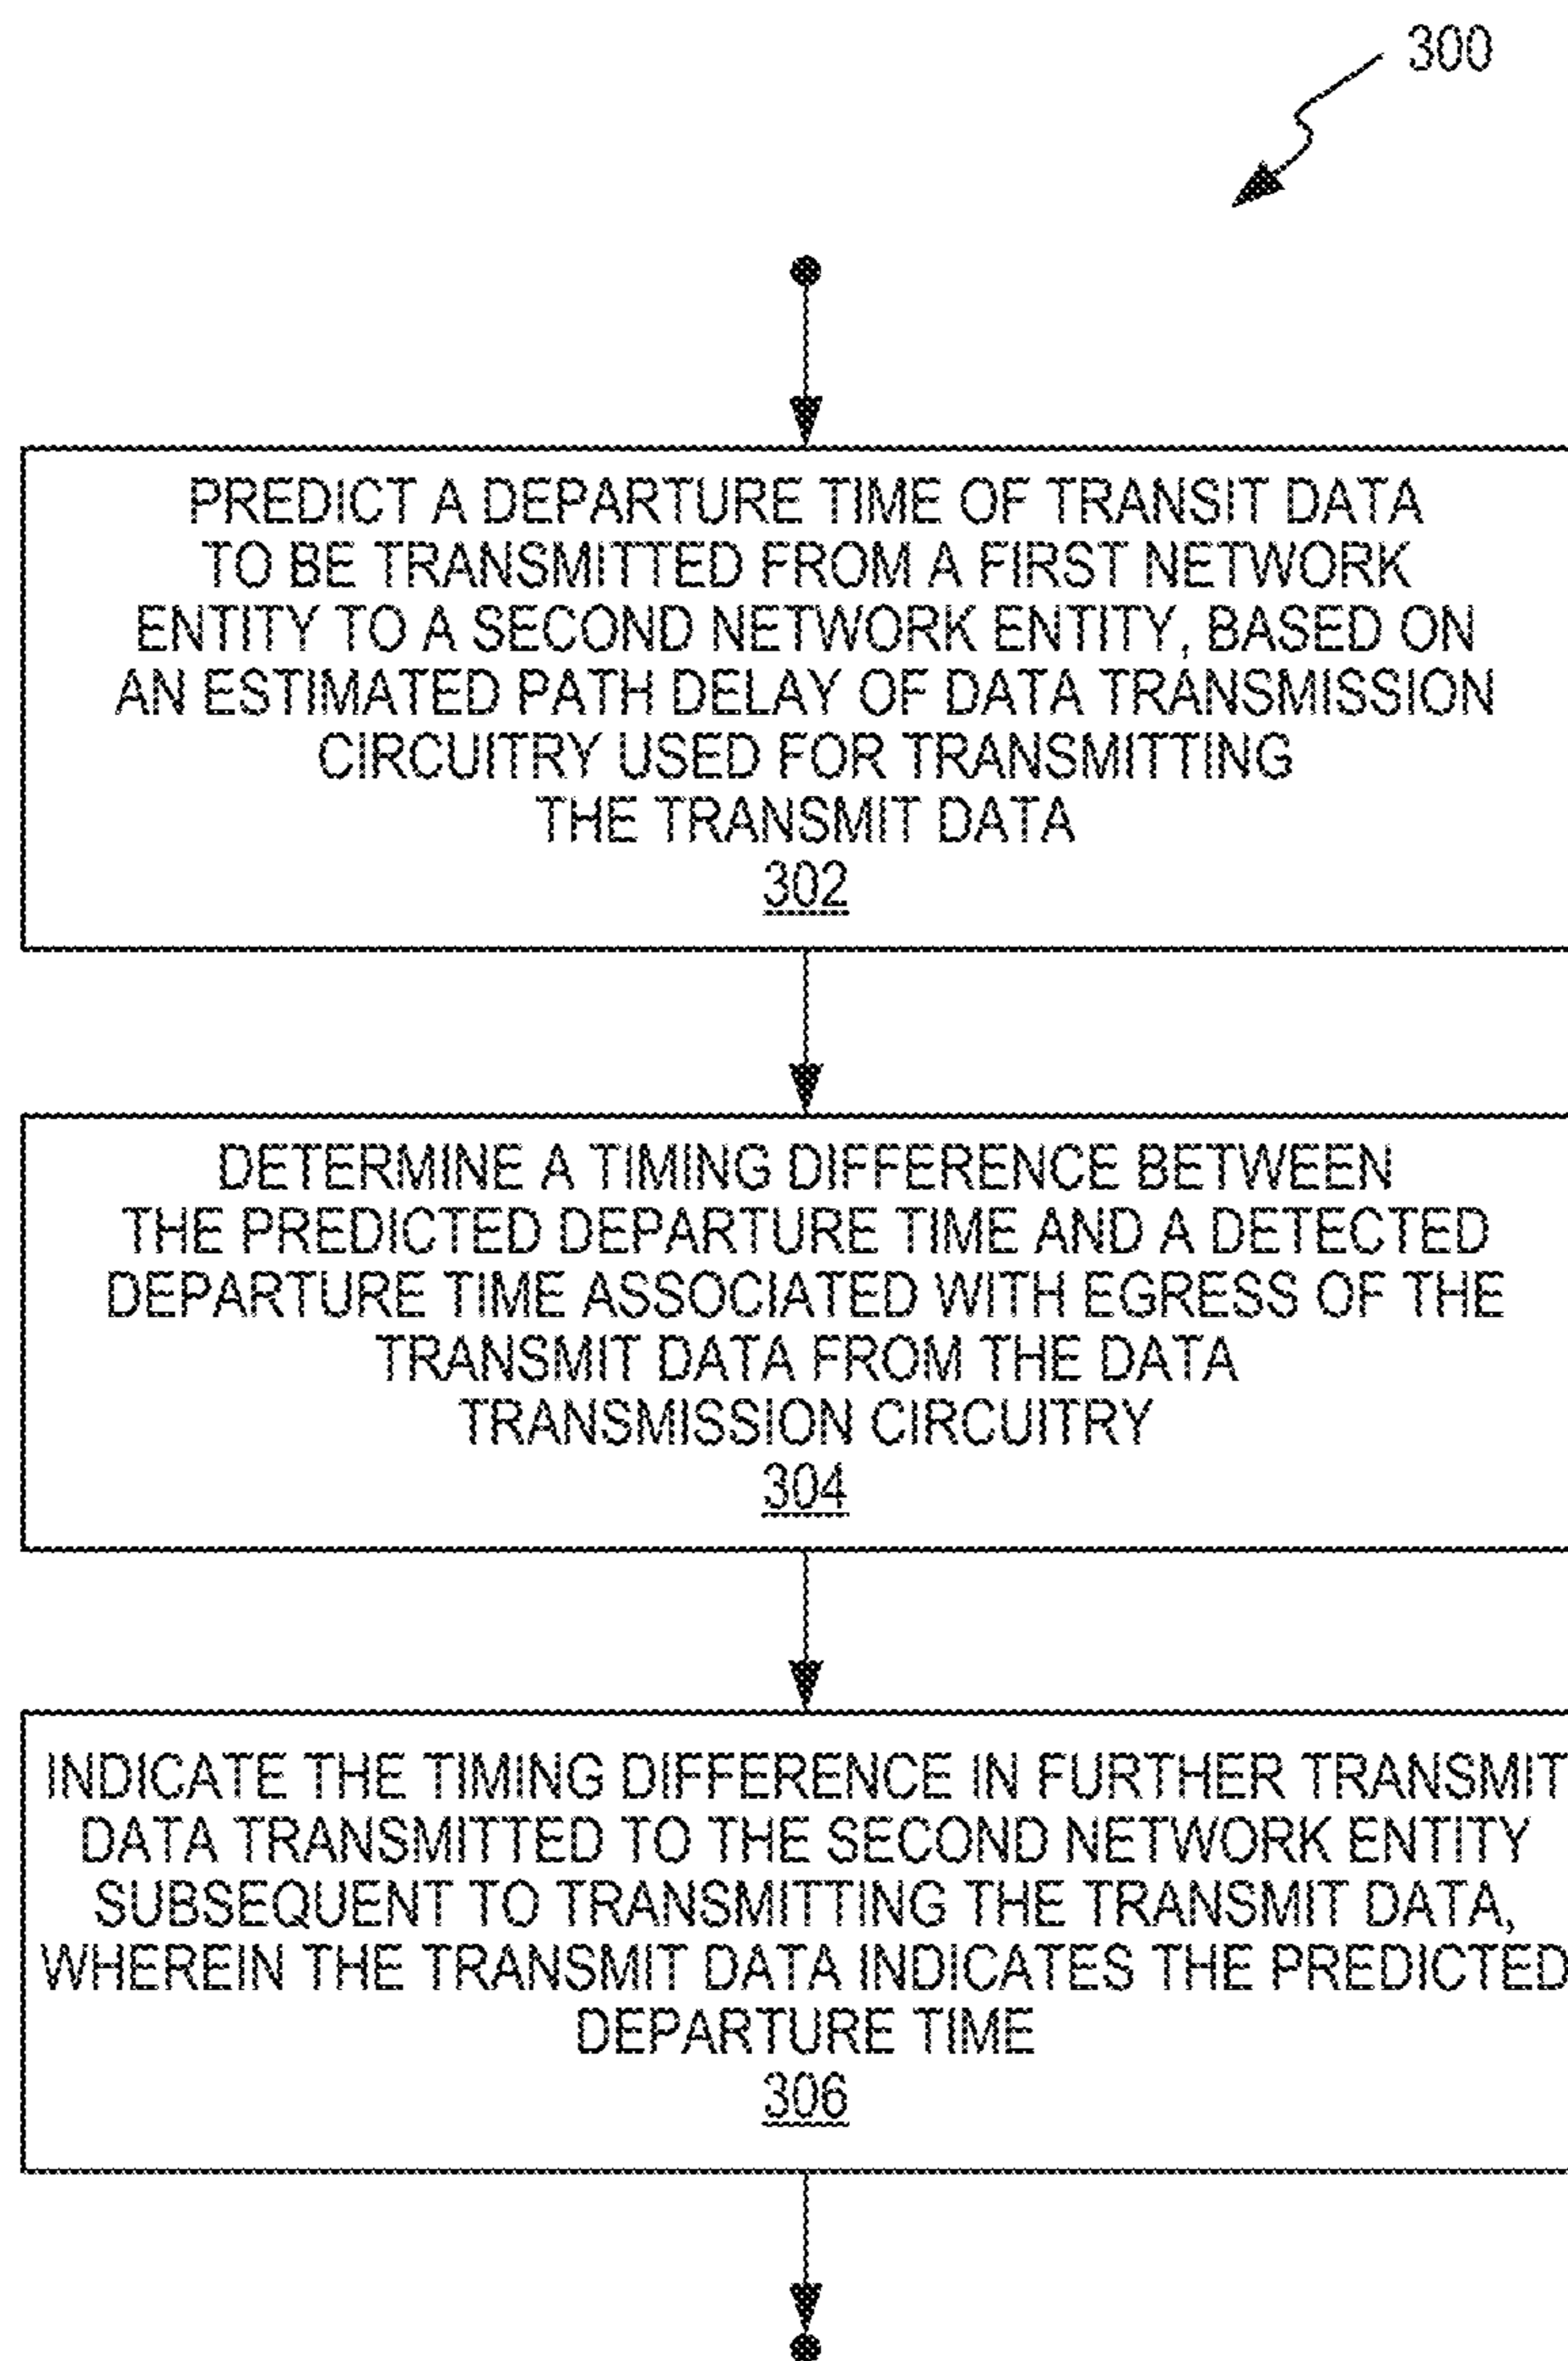 300
PREDICT A DEPARTURE TIME OF TRANSIT DATA
TO BE TRANSMITTED FROM A FIRST NETWORK
ENTITY TO A SECOND NETWORK ENTITY, BASED ON
AN ESTIMATED PATH DELAY OF DATA TRANSMISSION
CIRCUITRY USED FOR TRANSMITTING
THE TRANSMIT DATA
302
DETERMINE A TIMING DIFFERENCE BETWEEN
THE PREDICTED DEPARTURE TIME AND A DETECTED
DEPARTURE TIME ASSOCIATED WITH EGRESS OF THE
TRANSMIT DATA FROM THE DATA
TRANSMISSION CIRCUITRY
304
INDICATE THE TIMING DIFFERENCE IN FURTHER TRANSMIT
DATA TRANSMITTED TO THE SECOND NETWORK ENTITY
SUBSEQUENT TO TRANSMITTING THE TRANSMIT DATA,
WHEREIN THE TRANSMIT DATA INDICATES THE PREDICTED
DEPARTURE TIME
306